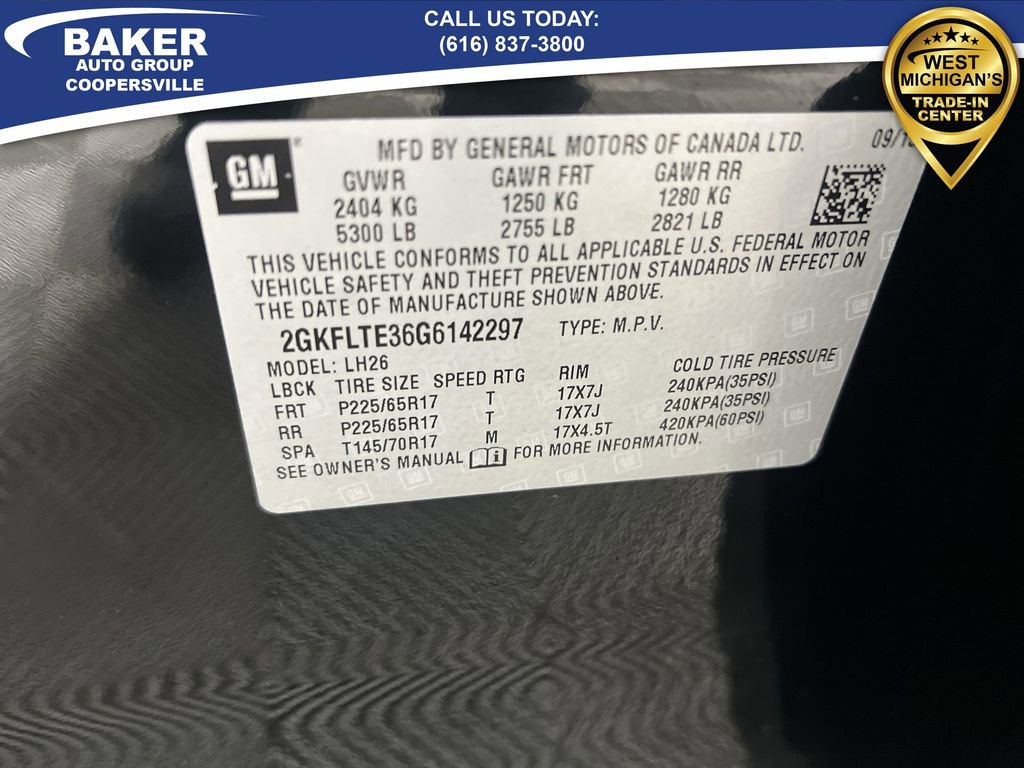 BAKER
AUTO GROUP
COOPERSVILLE
CALL US TODAY:
(616) 837-3800
WEST
MICHIGAN'S
TRADE-IN
CENTER
GM
MFD BY GENERAL MOTORS OF CANADA LTD.
GVWR GAWR FRT GAWR RR
2404 KG 1250 KG 1280 KG
5300 LB 2755 LB 2821 LB
THIS VEHICLE CONFORMS TO ALL APPLICABLE U.S. FEDERAL MOTOR
VEHICLE SAFETY AND THEFT PREVENTION STANDARDS IN EFFECT ON
THE DATE OF MANUFACTURE SHOWN ABOVE.
2GKFLTE36G6142297 TYPE: M.P.V.
MODEL: LH26
LBCK TIRE SIZE SPEED RTG RIM COLD TIRE PRESSURE
FRT P225/65R17 T 17X7J 240KPA(35PSI)
RR P225/65R17 T 17X7J 240KPA(35PSI)
SPA T145/70R17 M 17X4.5T 420KPA(60PSI)
SEE OWNER'S MANUAL FOR MORE INFORMATION.